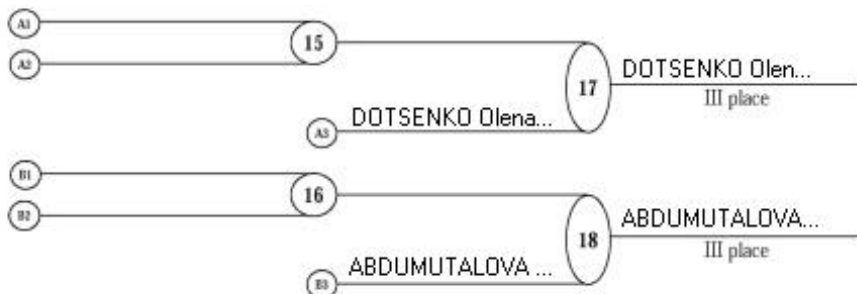 A1
15
A2
DOTSENKO Olen...
17
III place
DOTSENKO Olena...
A3
B1
16
B2
ABDUMUTALOVA...
18
III place
ABDUMUTALOVA ...
B3